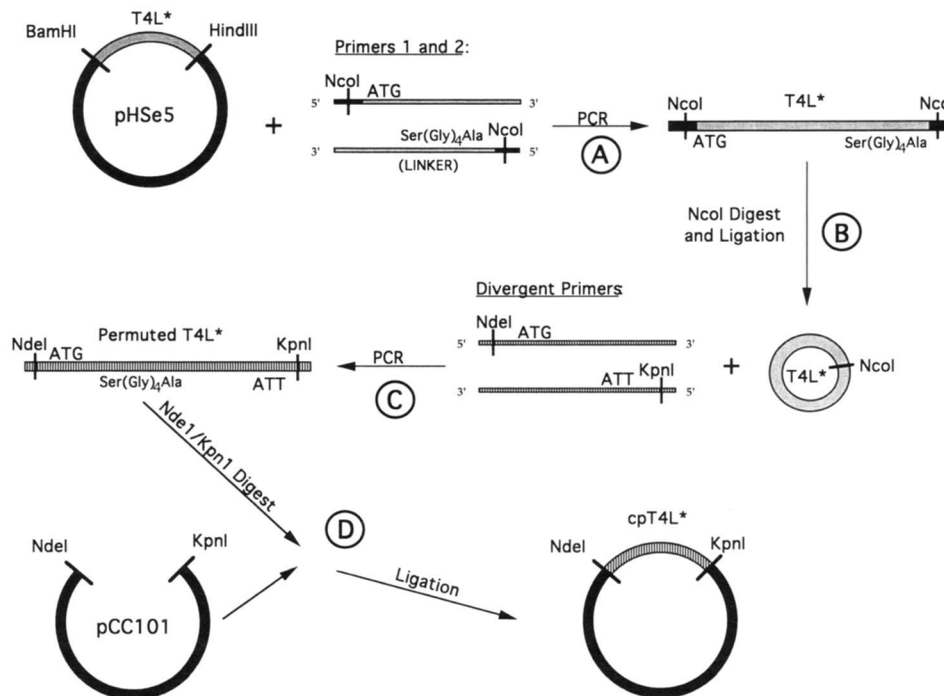 T4L*
BamHI
HindIII
pHSe5
+
Primers 1 and 2:
NcoI
ATG
5'
3'
Ser(Gly)4Ala
NcoI
3'
5'
(LINKER)
PCR
A
NcoI
T4L*
Nc
ATG
Ser(Gly)4Ala
NcoI Digest
and Ligation
B
Divergent Primers
NdeI
ATG
5'
3'
ATT
KpnI
3'
5'
+
T4L*
NcoI
PCR
C
Permuted T4L*
NdeI
ATG
KpnI
Ser(Gly)4Ala
ATT
Nde1/Kpn1 Digest
D
NdeI
KpnI
pCC101
Ligation
cpT4L*
NdeI
KpnI